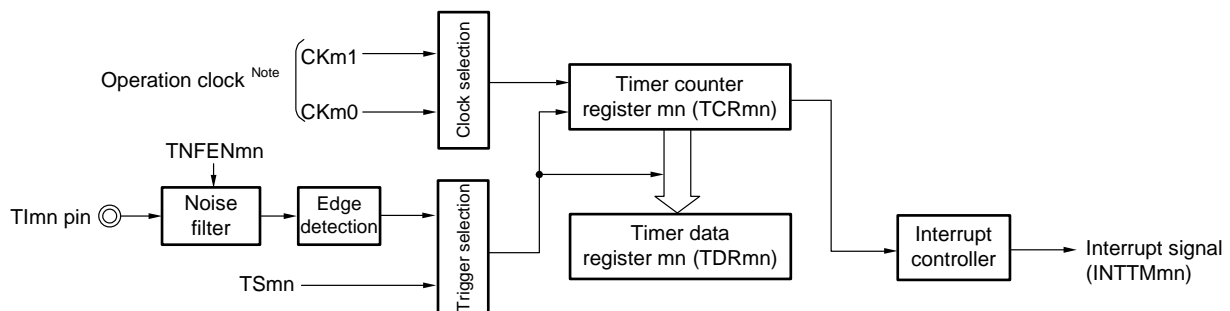 Operation clock Note
CKm1
CKm0
Clock selection
Timer counter
register mn (TCRmn)
TNFENmn
TImn pin
Noise
filter
Edge
detection
TSmn
Trigger selection
Timer data
register mn (TDRmn)
Interrupt
controller
Interrupt signal
(INTTMmn)